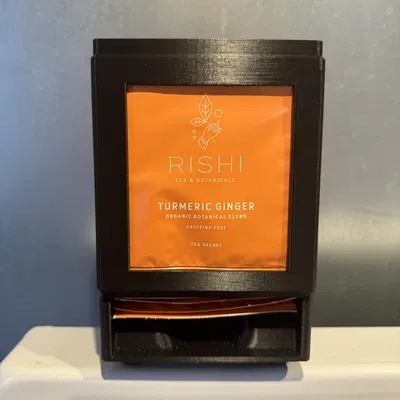 RISHI
TEA & BOTANICALS
TURMERIC GINGER
ORGANIC BOTANICAL BLEND
CAFFEINE-FREE
TEA SACHET